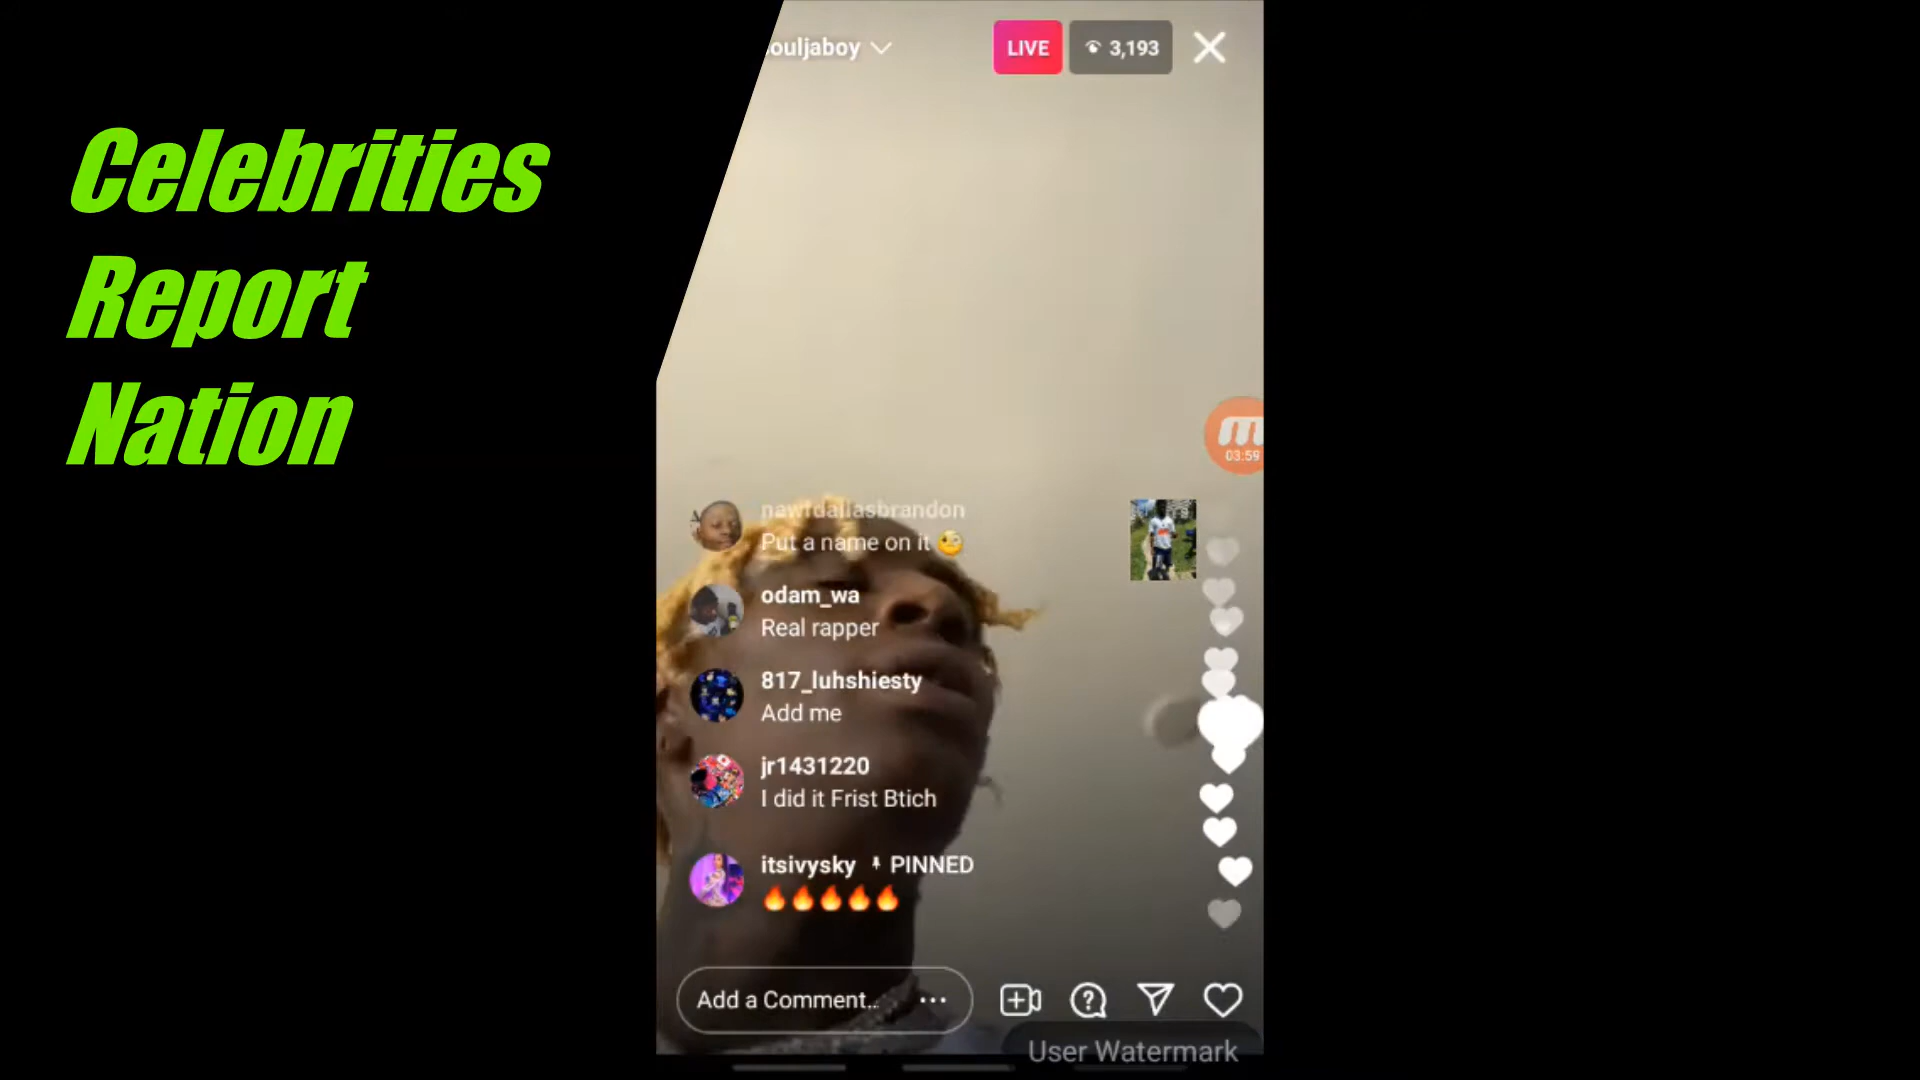 Celebrities
Report
Nation
ouljaboy
LIVE
3,193
03:59
nawfdallasbrandon
Put a name on it 🧐
odam_wa
Real rapper
817_luhshiesty
Add me
jr1431220
I did it Frist Btich
itsivysky PINNED
🔥🔥🔥🔥🔥
Add a Comment...
User Watermark